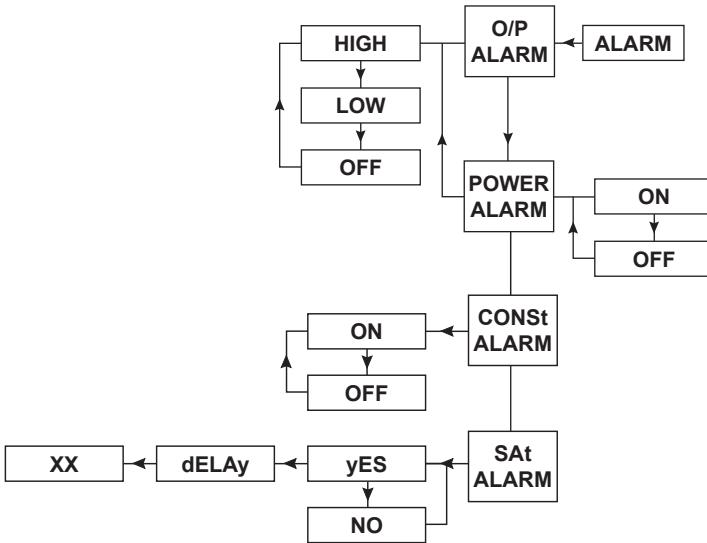 HIGH
O/P
ALARM
ALARM
LOW
OFF
POWER
ALARM
ON
OFF
CONSt
ALARM
ON
OFF
SAt
ALARM
yES
dELAy
XX
NO